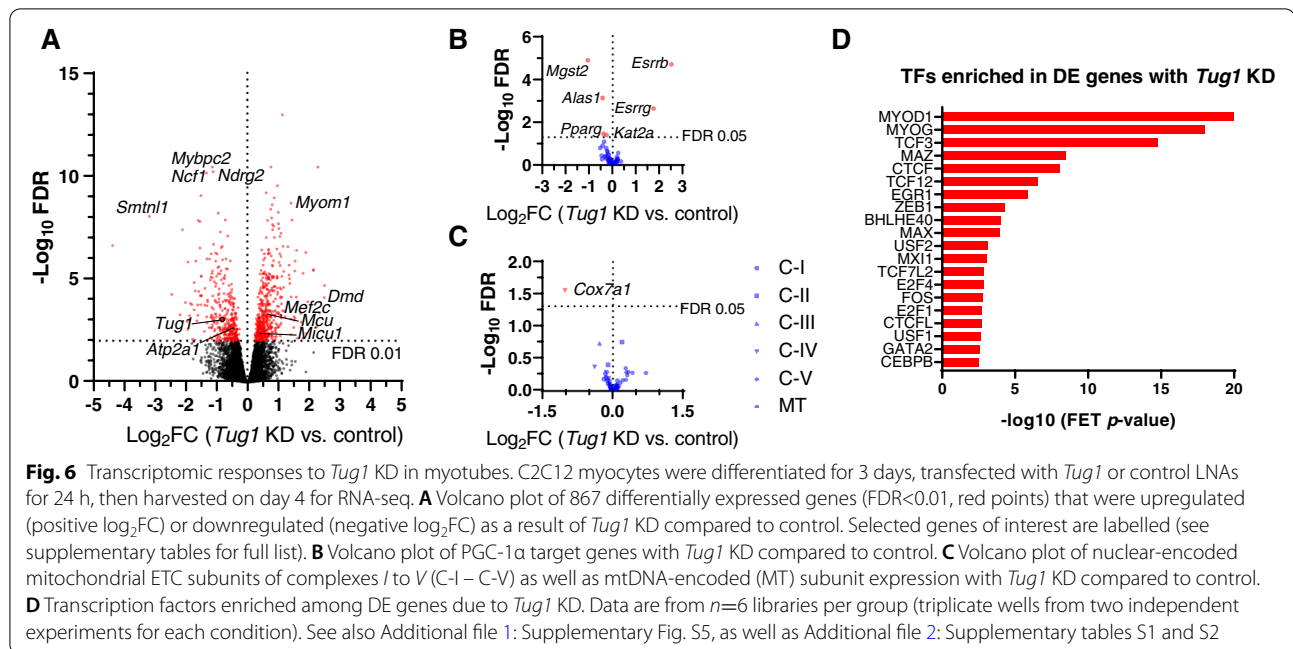 A
15
10
5
0
-Log10 FDR
Mybpc2
Ncf1
Ndrg2
Smtnl1
Myom1
Dmd
Mef2c
Mcu
Micu1
Tug1
Atp2a1
FDR 0.01
-5 -4 -3 -2 -1 0 1 2 3 4 5
Log2FC (Tug1 KD vs. control)
B
6
4
2
0
-Log10 FDR
Mgst2
Esrrb
Alas1
Esrrg
Pparg
Kat2a
FDR 0.05
-3 -2 -1 0 1 2 3
Log2FC (Tug1 KD vs. control)
C
2.0
1.5
1.0
0.5
0.0
-Log10 FDR
Cox7a1
FDR 0.05
-1.5 0.0 1.5
Log2FC (Tug1 KD vs. control)
C-I
C-II
C-III
C-IV
C-V
MT
D
TFs enriched in DE genes with Tug1 KD
MYOD1
MYOG
TCF3
MAZ
CTCF
TCF12
EGR1
ZEB1
BHLHE40
MAX
USF2
MXI1
TCF7L2
E2F4
FOS
E2F1
CTCFL
USF1
GATA2
CEBPB
0 5 10 15 20
-log10 (FET p-value)
Fig. 6 Transcriptomic responses to Tug1 KD in myotubes. C2C12 myocytes were differentiated for 3 days, transfected with Tug1 or control LNAs
for 24 h, then harvested on day 4 for RNA-seq. A Volcano plot of 867 differentially expressed genes (FDR<0.01, red points) that were upregulated
(positive log2FC) or downregulated (negative log2FC) as a result of Tug1 KD compared to control. Selected genes of interest are labelled (see
supplementary tables for full list). B Volcano plot of PGC-1α target genes with Tug1 KD compared to control. C Volcano plot of nuclear-encoded
mitochondrial ETC subunits of complexes I to V (C-I – C-V) as well as mtDNA-encoded (MT) subunit expression with Tug1 KD compared to control.
D Transcription factors enriched among DE genes due to Tug1 KD. Data are from n=6 libraries per group (triplicate wells from two independent
experiments for each condition). See also Additional file 1: Supplementary Fig. S5, as well as Additional file 2: Supplementary tables S1 and S2